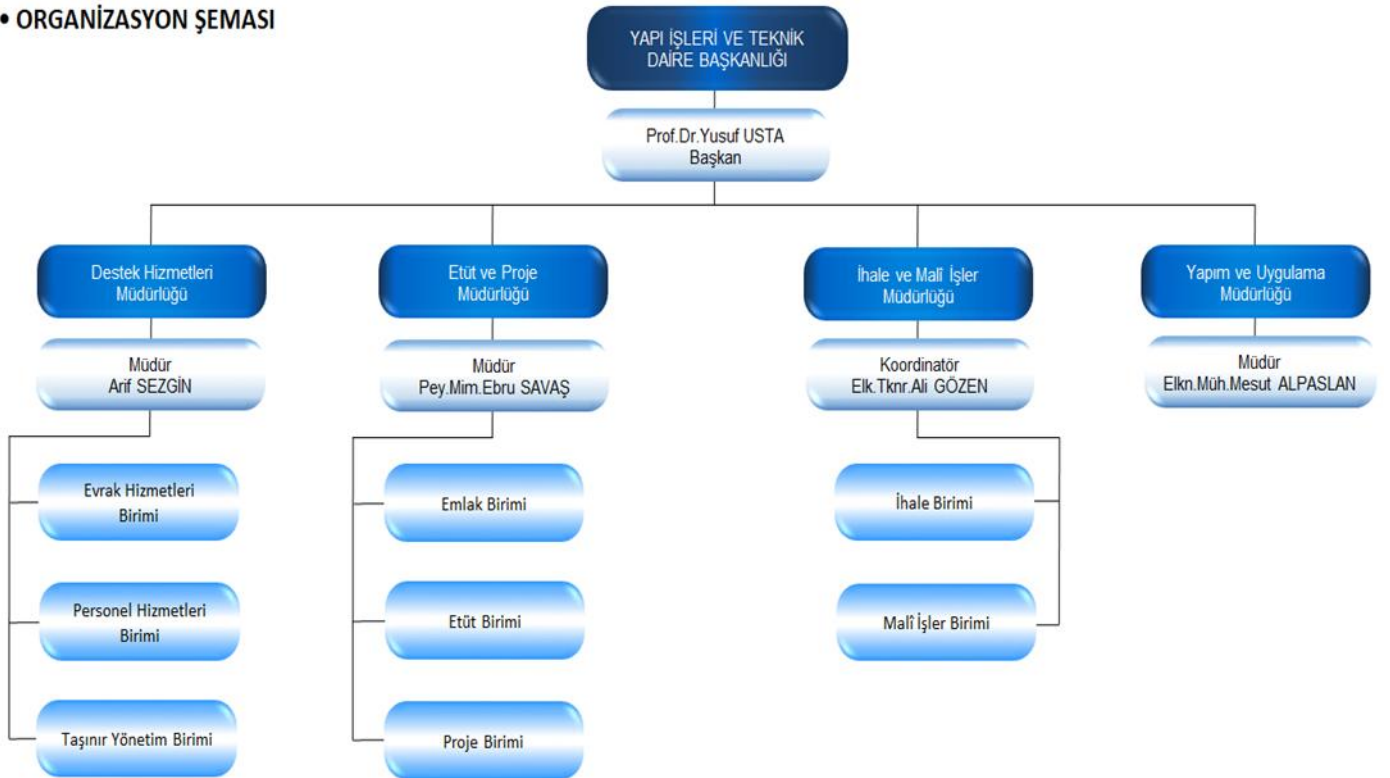 • ORGANİZASYON ŞEMASI
YAPI İŞLERİ VE TEKNİK
DAİRE BAŞKANLIĞI
Prof.Dr.Yusuf USTA
Başkan
Destek Hizmetleri
Müdürlüğü
Müdür
Arif SEZGİN
Evrak Hizmetleri
Birimi
Personel Hizmetleri
Birimi
Taşınır Yönetim Birimi
Etüt ve Proje
Müdürlüğü
Müdür
Pey.Mim.Ebru SAVAŞ
Emlak Birimi
Etüt Birimi
Proje Birimi
İhale ve Malî İşler
Müdürlüğü
Koordinatör
Elk.Tknr.Ali GÖZEN
İhale Birimi
Malî İşler Birimi
Yapım ve Uygulama
Müdürlüğü
Müdür
Elkn.Müh.Mesut ALPASLAN